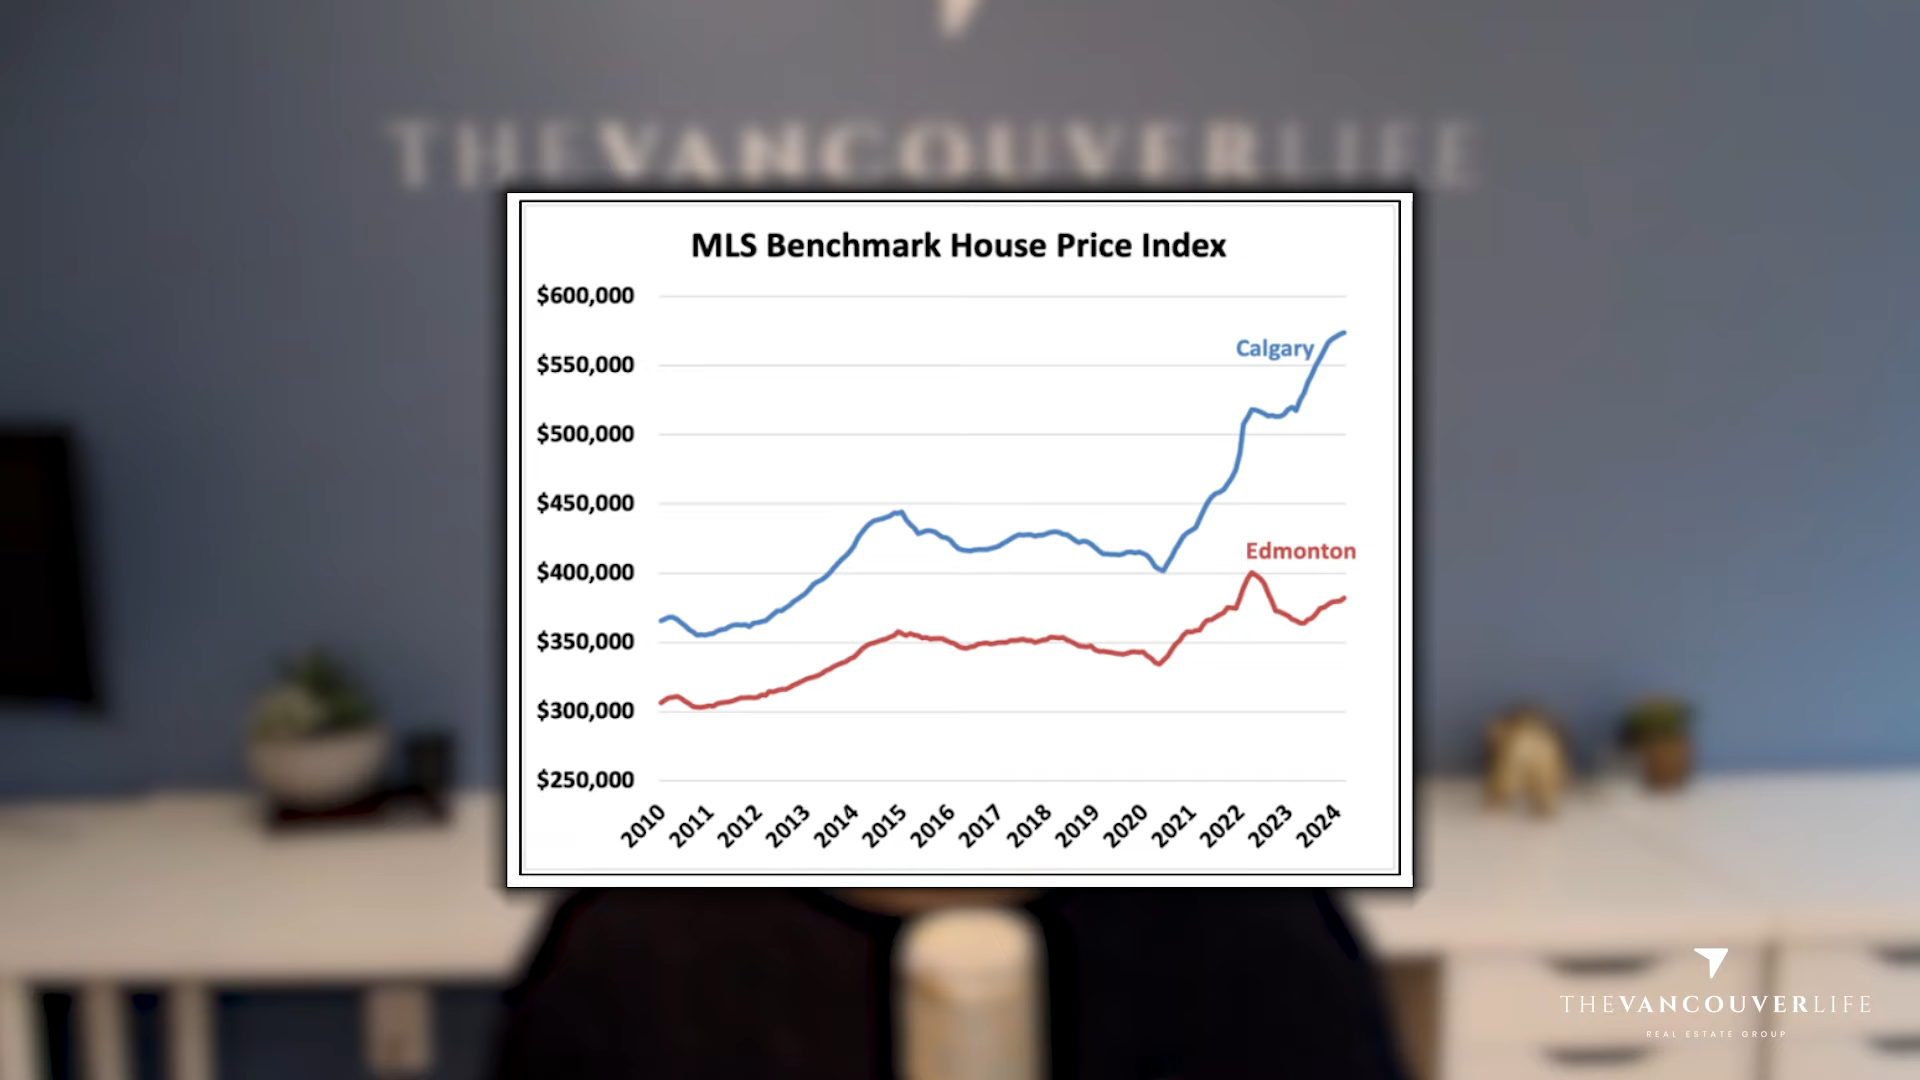 THEVANCOUVERLIFE
MLS Benchmark House Price Index
$600,000
$550,000
$500,000
$450,000
$400,000
$350,000
$300,000
$250,000
Calgary
Edmonton
2010 2011 2012 2013 2014 2015 2016 2017 2018 2019 2020 2021 2022 2023 2024
THEVANCOUVERLIFE
REAL ESTATE GROUP